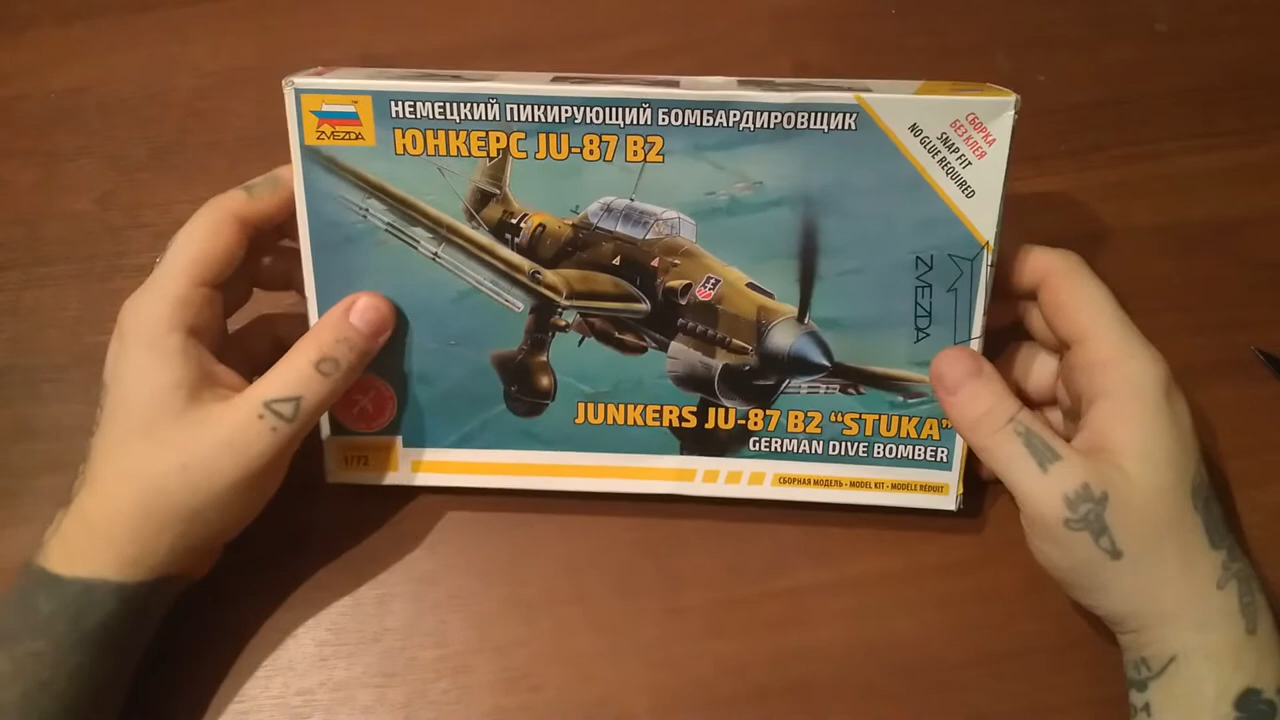 ZVEZDA
НЕМЕЦКИЙ ПИКИРУЮЩИЙ БОМБАРДИРОВЩИК
ЮНКЕРС JU-87 B2
СБОРКА
БЕЗ КЛЕЯ
SNAP FIT
NO GLUE REQUIRED
ZVEZDA
JUNKERS JU-87 B2 “STUKA”
GERMAN DIVE BOMBER
1/72
СБОРНАЯ МОДЕЛЬ • MODEL KIT • MODÈLE RÉDUIT